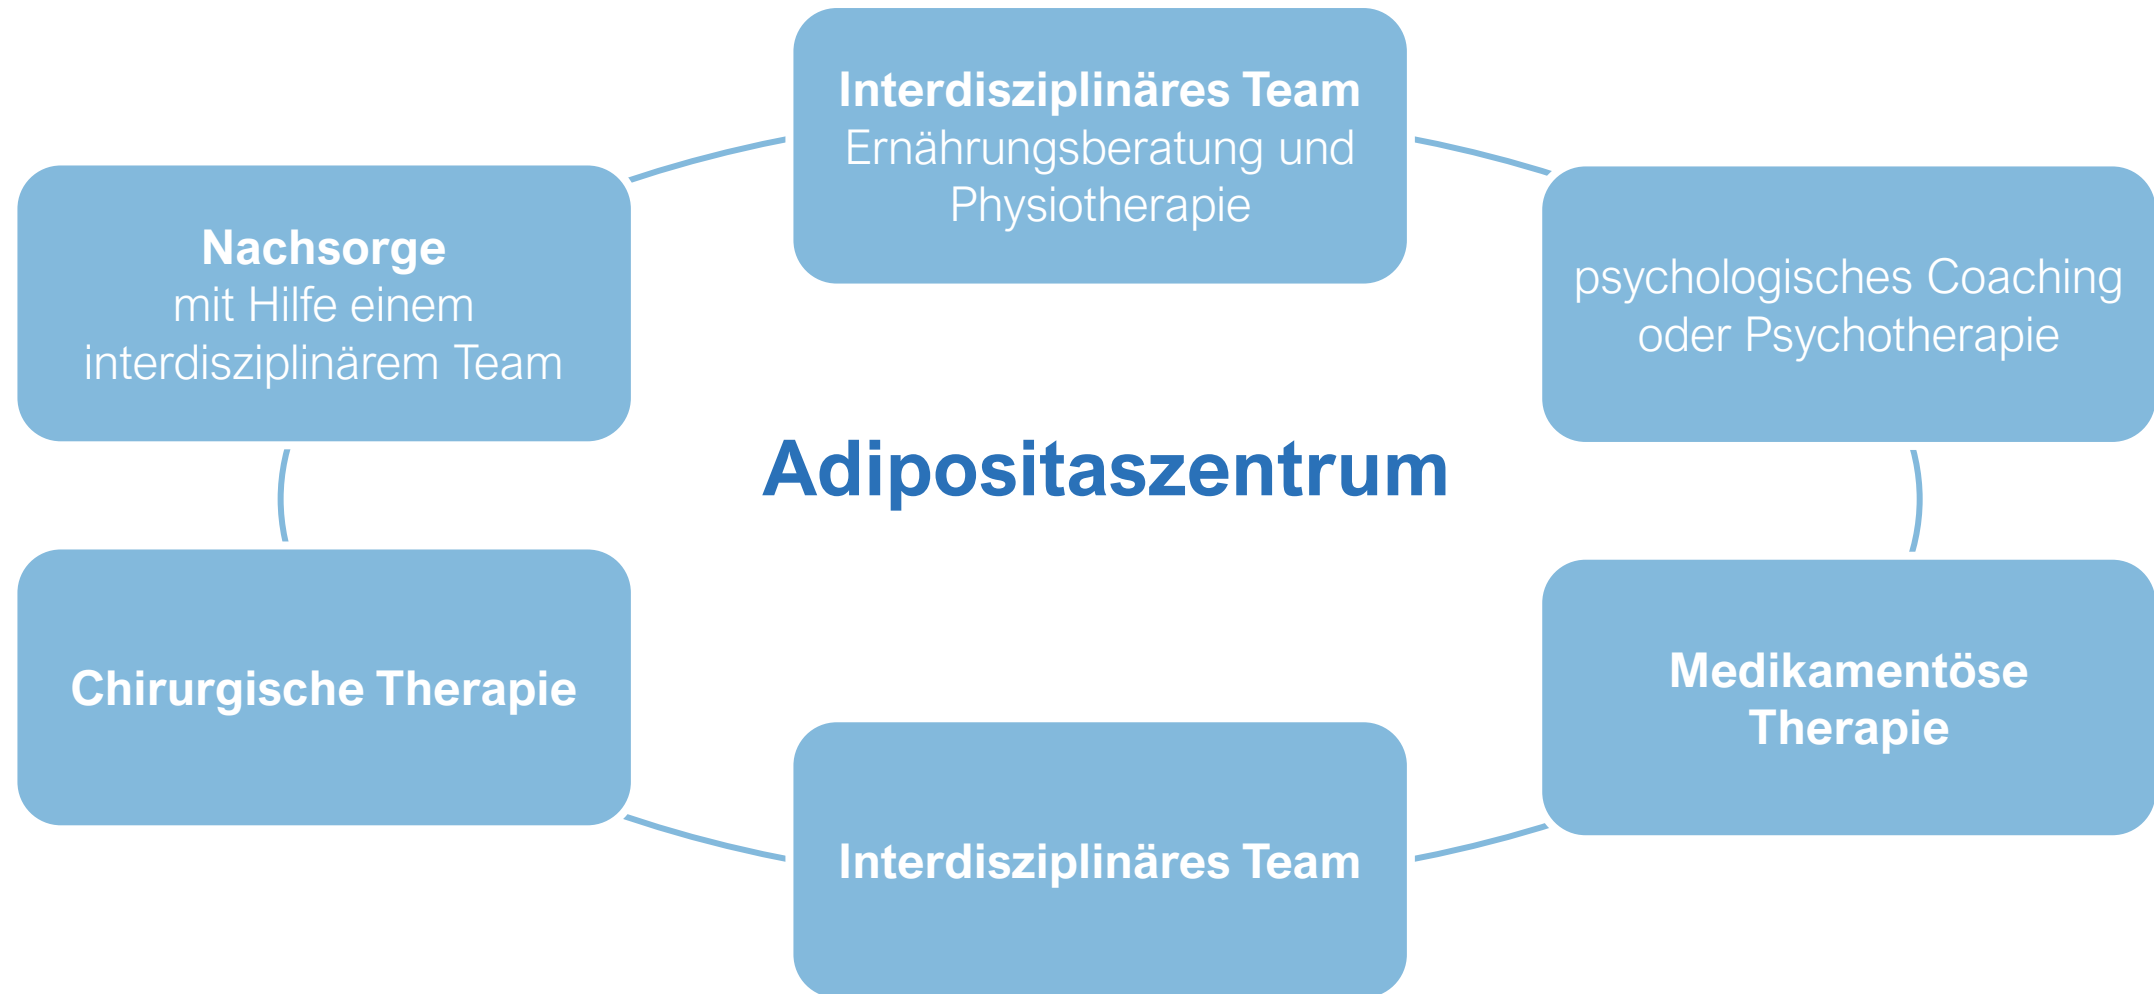 Interdisziplinäres Team
Ernährungsberatung und
Physiotherapie
Nachsorge
mit Hilfe einem
interdisziplinärem Team
psychologisches Coaching
oder Psychotherapie
Adipositaszentrum
Chirurgische Therapie
Medikamentöse
Therapie
Interdisziplinäres Team